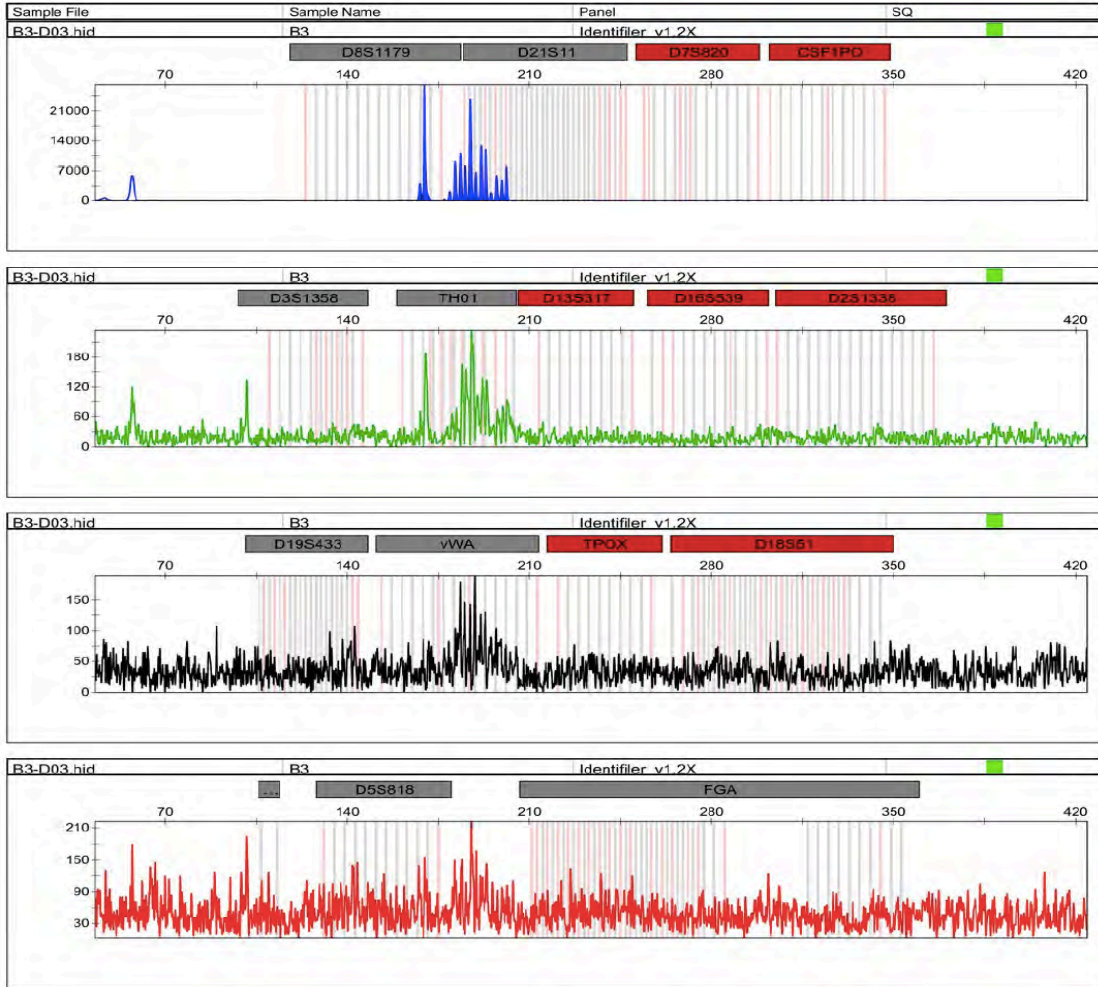 Sample File Sample Name Panel SQ
B3-D03.hid B3 Identifiler_v1.2X
D8S1179 D21S11 D7S820 CSF1PO
70 140 210 280 350 420
21000
14000
7000
0
B3-D03.hid B3 Identifiler_v1.2X
D3S1358 TH01 D13S317 D16S539 D2S1338
70 140 210 280 350 420
180
120
60
0
B3-D03.hid B3 Identifiler_v1.2X
D19S433 vWA TPOX D18S51
70 140 210 280 350 420
150
100
50
0
B3-D03.hid B3 Identifiler_v1.2X
... D5S818 FGA
70 140 210 280 350 420
210
150
90
30